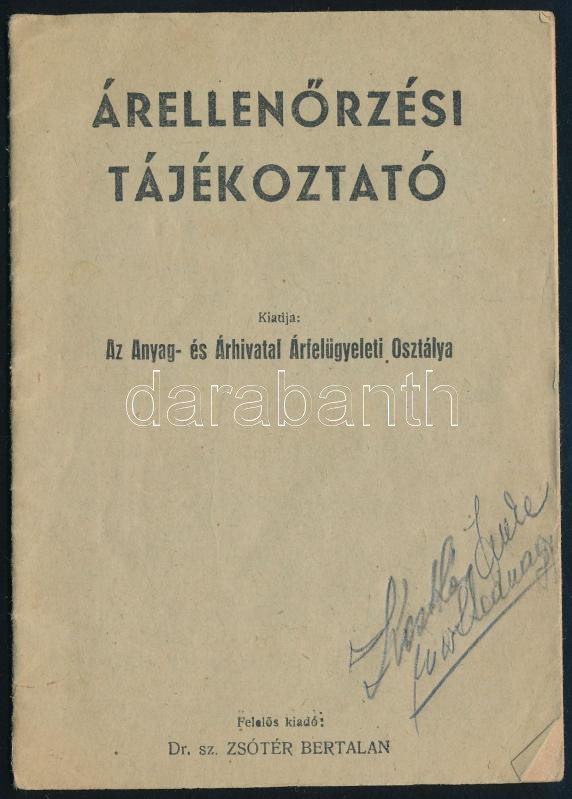 ÁRELLENŐRZÉSI
TÁJÉKOZTATÓ
Kiadja:
Az Anyag- és Árhivatal Árfelügyeleti Osztálya
darabanth
Felelős kiadó:
Dr. sz. ZSÓTÉR BERTALAN